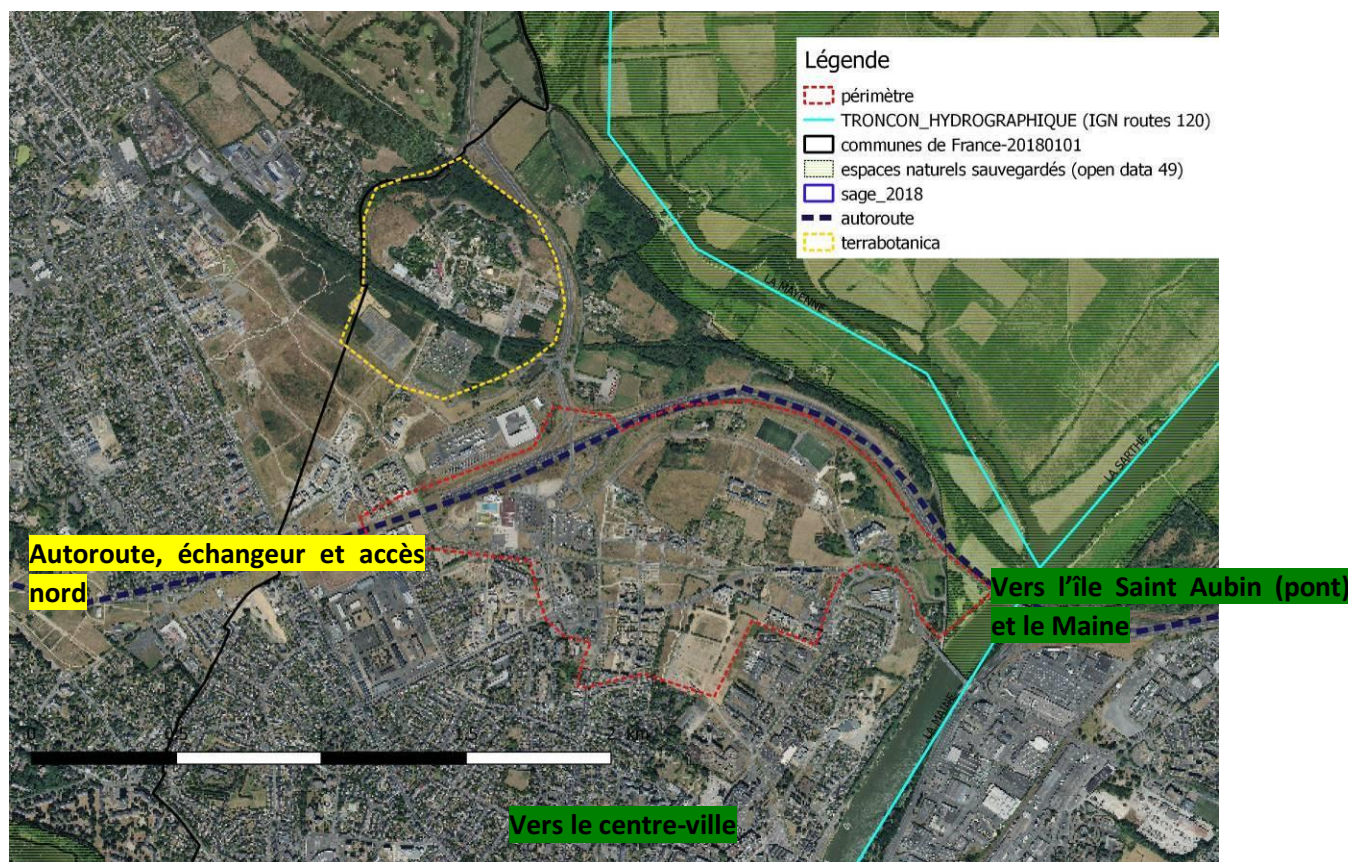 Légende
périmètre
TRONCON_HYDROGRAPHIQUE (IGN routes 120)
communes de France-20180101
espaces naturels sauvegardés (open data 49)
sage_2018
autoroute
terrabotanica
LA MAYENNE
LA SARTHE
Autoroute, échangeur et accès
nord
Vers l'île Saint Aubin (pont)
et le Maine
LA MAINE
0 0.5 1 1.5 2 km
Vers le centre-ville